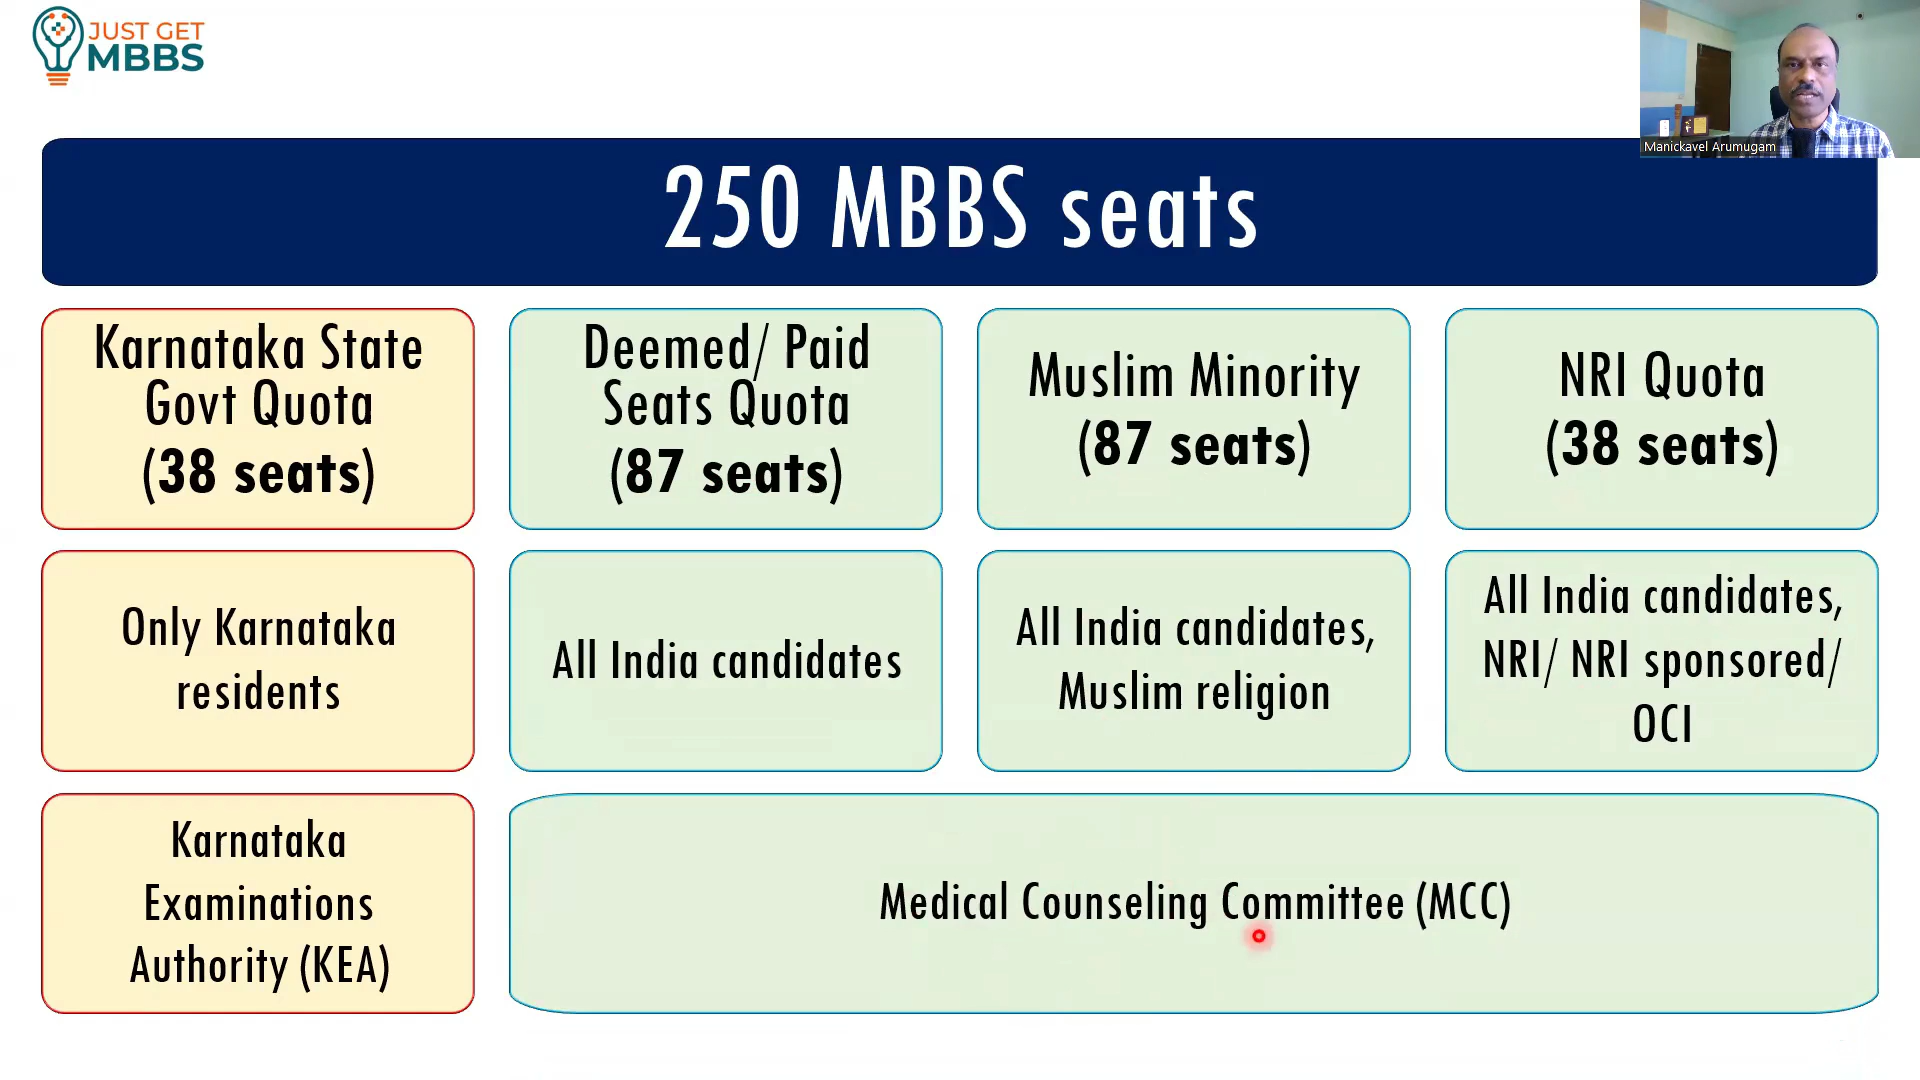 JUST GET
MBBS
Manickavel Arumugam
250 MBBS seats
Karnataka State
Govt Quota
(38 seats)
Deemed/ Paid
Seats Quota
(87 seats)
Muslim Minority
(87 seats)
NRI Quota
(38 seats)
Only Karnataka
residents
All India candidates
All India candidates,
Muslim religion
All India candidates,
NRI/ NRI sponsored/
OCI
Karnataka
Examinations
Authority (KEA)
Medical Counseling Committee (MCC)